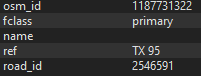 osm_id 1187731322
fclass primary
name
ref TX 95
road_id 2546591